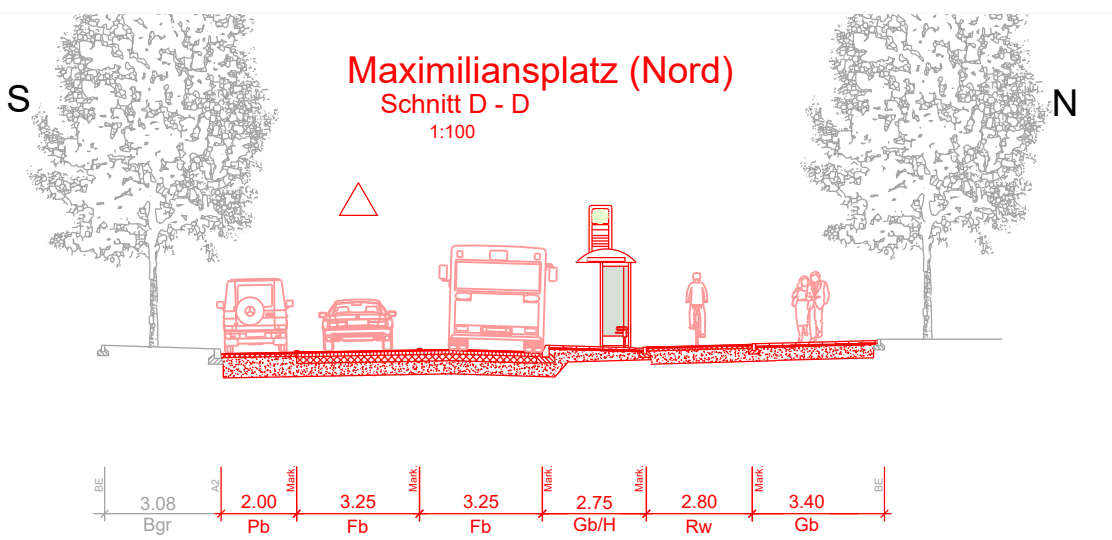 Maximiliansplatz (Nord)
S
Schnitt D - D
N
1:100
BE
A2
Mark.
Mark.
Mark.
Mark.
Mark.
BE
3.08
2.00
3.25
3.25
2.75
2.80
3.40
Bgr
Pb
Fb
Fb
Gb/H
Rw
Gb